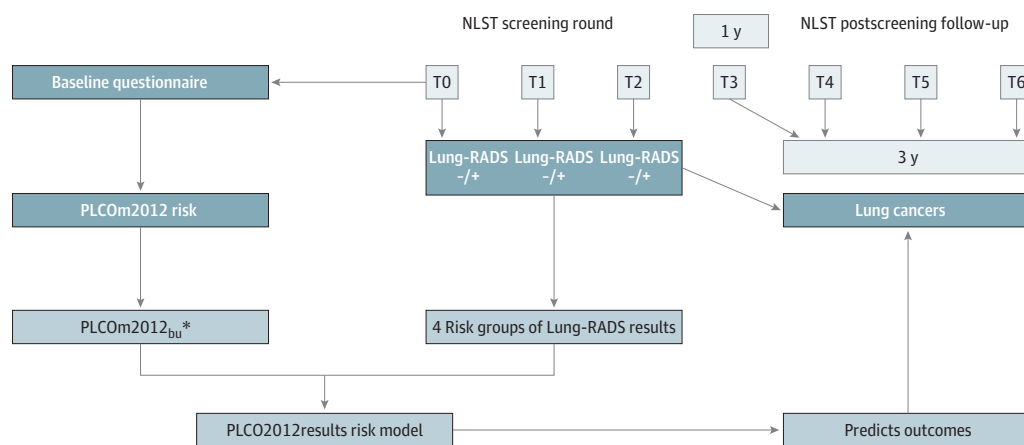 NLST screening round
1 y
NLST postscreening follow-up
Baseline questionnaire
T0
T1
T2
T3
T4
T5
T6
Lung-RADS Lung-RADS Lung-RADS
-/+ -/+ -/+
3 y
PLCOm2012 risk
Lung cancers
PLCOm2012bu*
4 Risk groups of Lung-RADS results
PLCO2012results risk model
Predicts outcomes